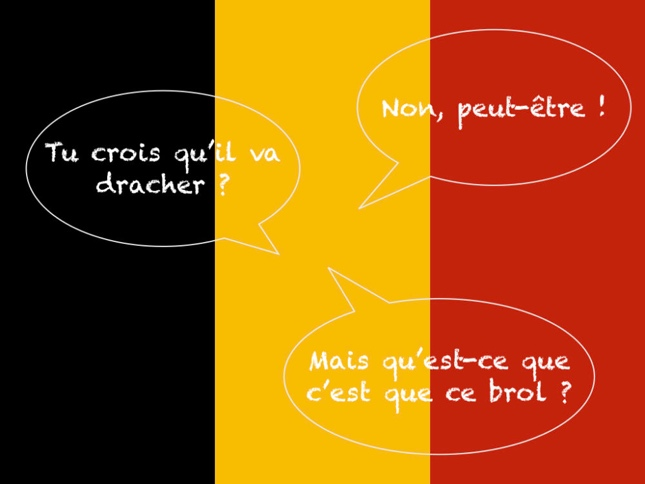 Non, peut-être !
Tu crois qu'il va
dracher ?
Mais qu'est-ce que
c'est que ce brol ?